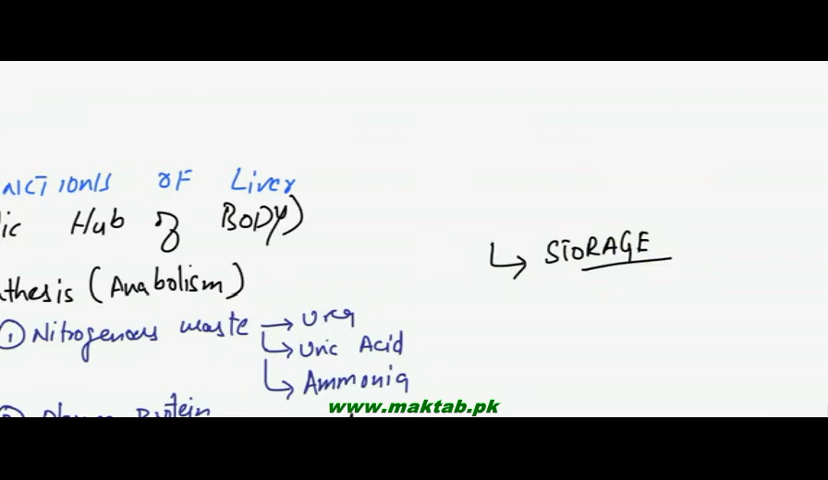 NCTIONS OF Liver
ic Hub of BODY)
thesis (Anabolism)
① Nitrogenous waste → Urea
↳ Uric Acid
↳ Ammonia
Protein
↳ STORAGE
www.maktab.pk